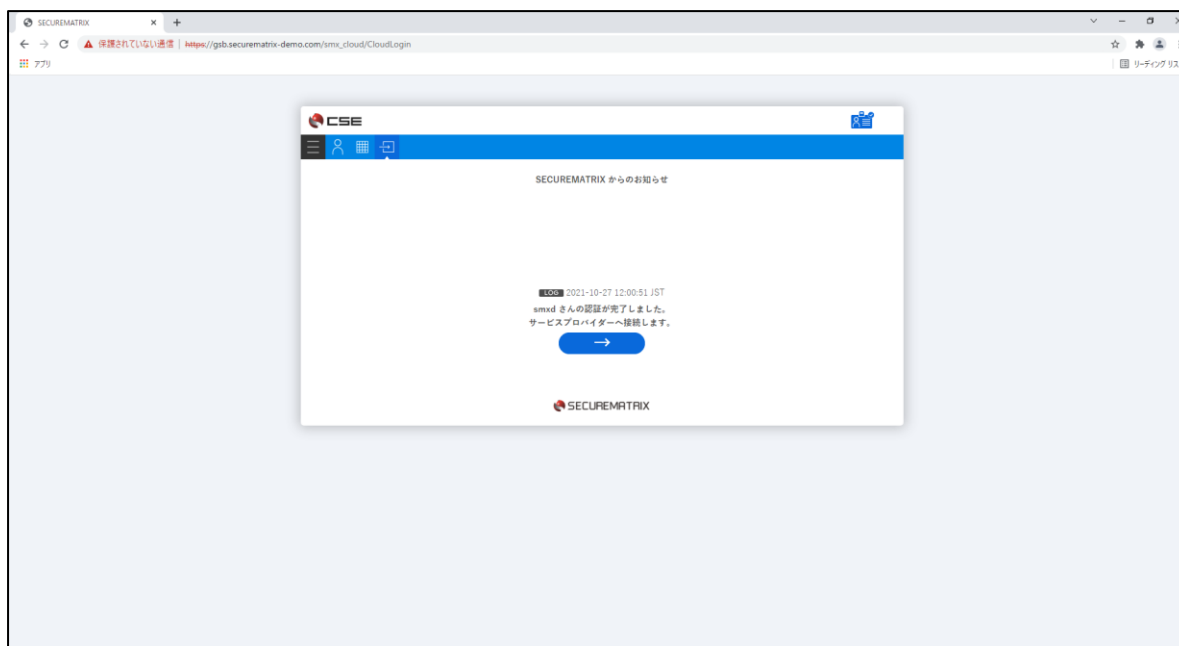 SECUREMATRIX
保護されていない通信 | https://gsb.securematrix-demo.com/smx_cloud/CloudLogin
アプリ
リーディング リス
CSE
SECUREMATRIX からのお知らせ
LOG 2021-10-27 12:00:51 JST
smxd さんの認証が完了しました。
サービスプロバイダーへ接続します。
SECUREMATRIX